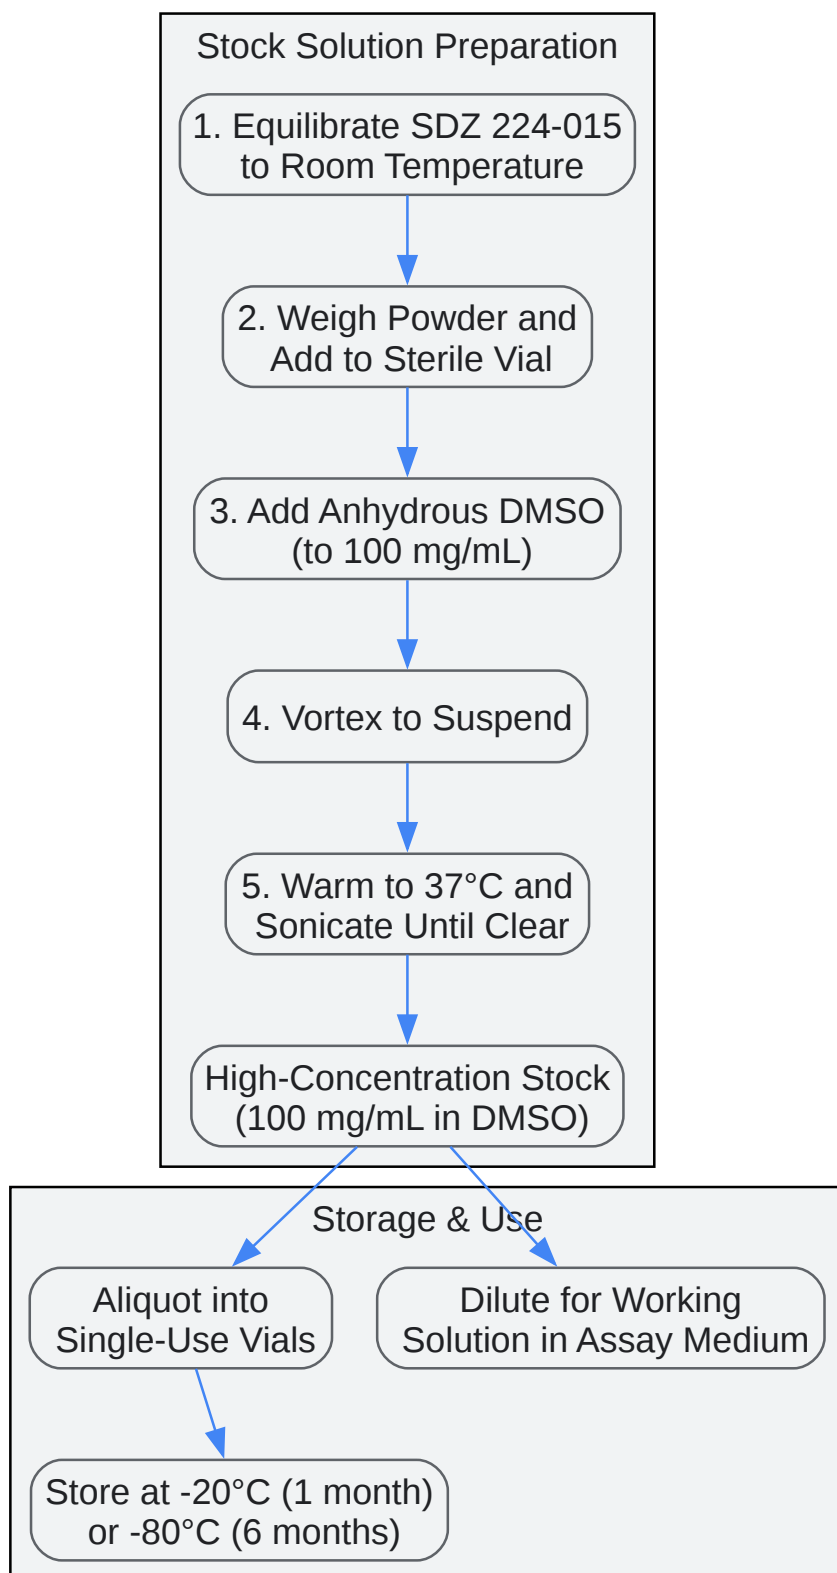 Stock Solution Preparation
1. Equilibrate SDZ 224-015
to Room Temperature
2. Weigh Powder and
Add to Sterile Vial
3. Add Anhydrous DMSO
(to 100 mg/mL)
4. Vortex to Suspend
5. Warm to 37°C and
Sonicate Until Clear
High-Concentration Stock
(100 mg/mL in DMSO)
Storage & Use
Aliquot into
Single-Use Vials
Dilute for Working
Solution in Assay Medium
Store at -20°C (1 month)
or -80°C (6 months)